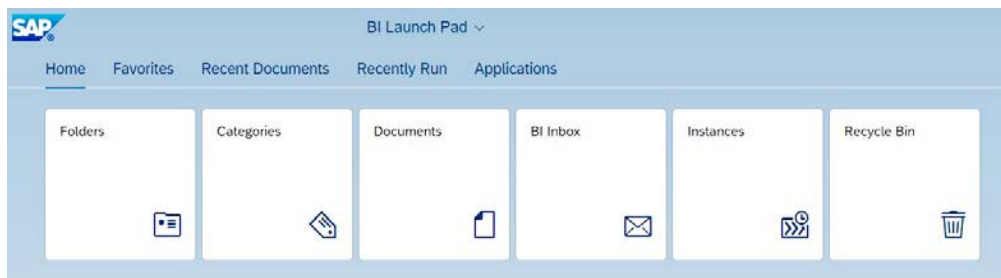 SAP®
BI Launch Pad
Home Favorites Recent Documents Recently Run Applications
Folders Categories Documents BI Inbox Instances Recycle Bin